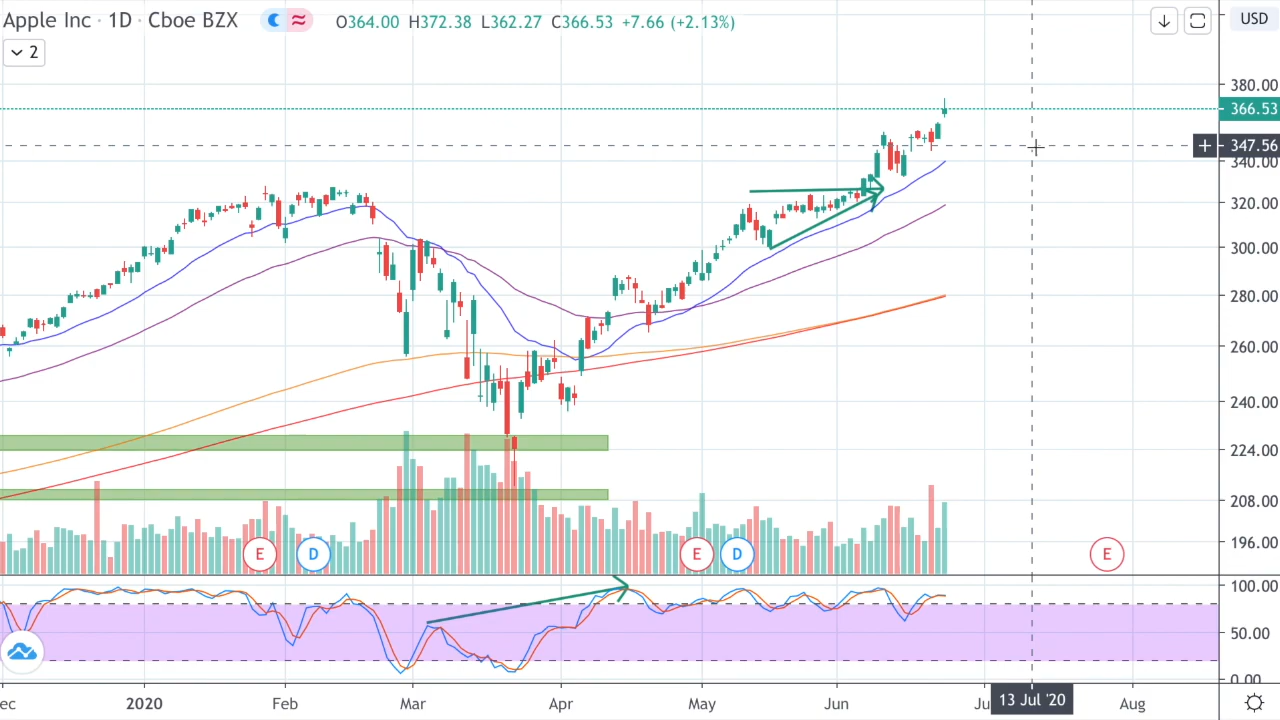 Apple Inc · 1D · Cboe BZX
O364.00 H372.38 L362.27 C366.53 +7.66 (+2.13%)
USD
2
380.00
366.53
347.56
340.00
320.00
300.00
280.00
260.00
240.00
224.00
208.00
196.00
E
D
E
D
E
100.00
50.00
0.00
ec
2020
Feb
Mar
Apr
May
Jun
Ju
13 Jul '20
Aug